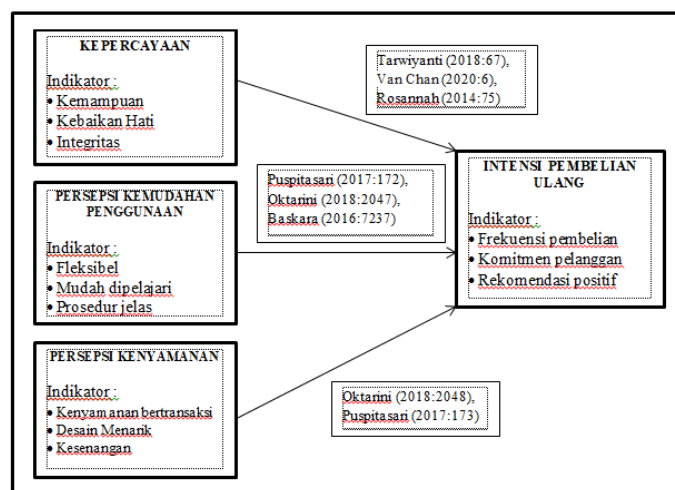 KEPERCAYAAN
Indikator :
• Kemampuan
• Kebaikan Hati
• Integritas
Tarwiyanti (2018:67),
Van Chan (2020:6),
Rosannah (2014:75)
PERSEPSI KEMUDAHAN
PENGGUNAAN
Indikator :
• Fleksibel
• Mudah dipelajari
• Prosedur jelas
Puspitasari (2017:172),
Oktarini (2018:2047),
Baskara (2016:7237)
INTENSI PEMBELIAN
ULANG
Indikator :
• Frekuensi pembelian
• Komitmen pelanggan
• Rekomendasi positif
PERSEPSI KENYAMANAN
Indikator :
• Kenyamanan bertransaksi
• Desain Menarik
• Kesenangan
Oktarini (2018:2048),
Puspitasari (2017:173)